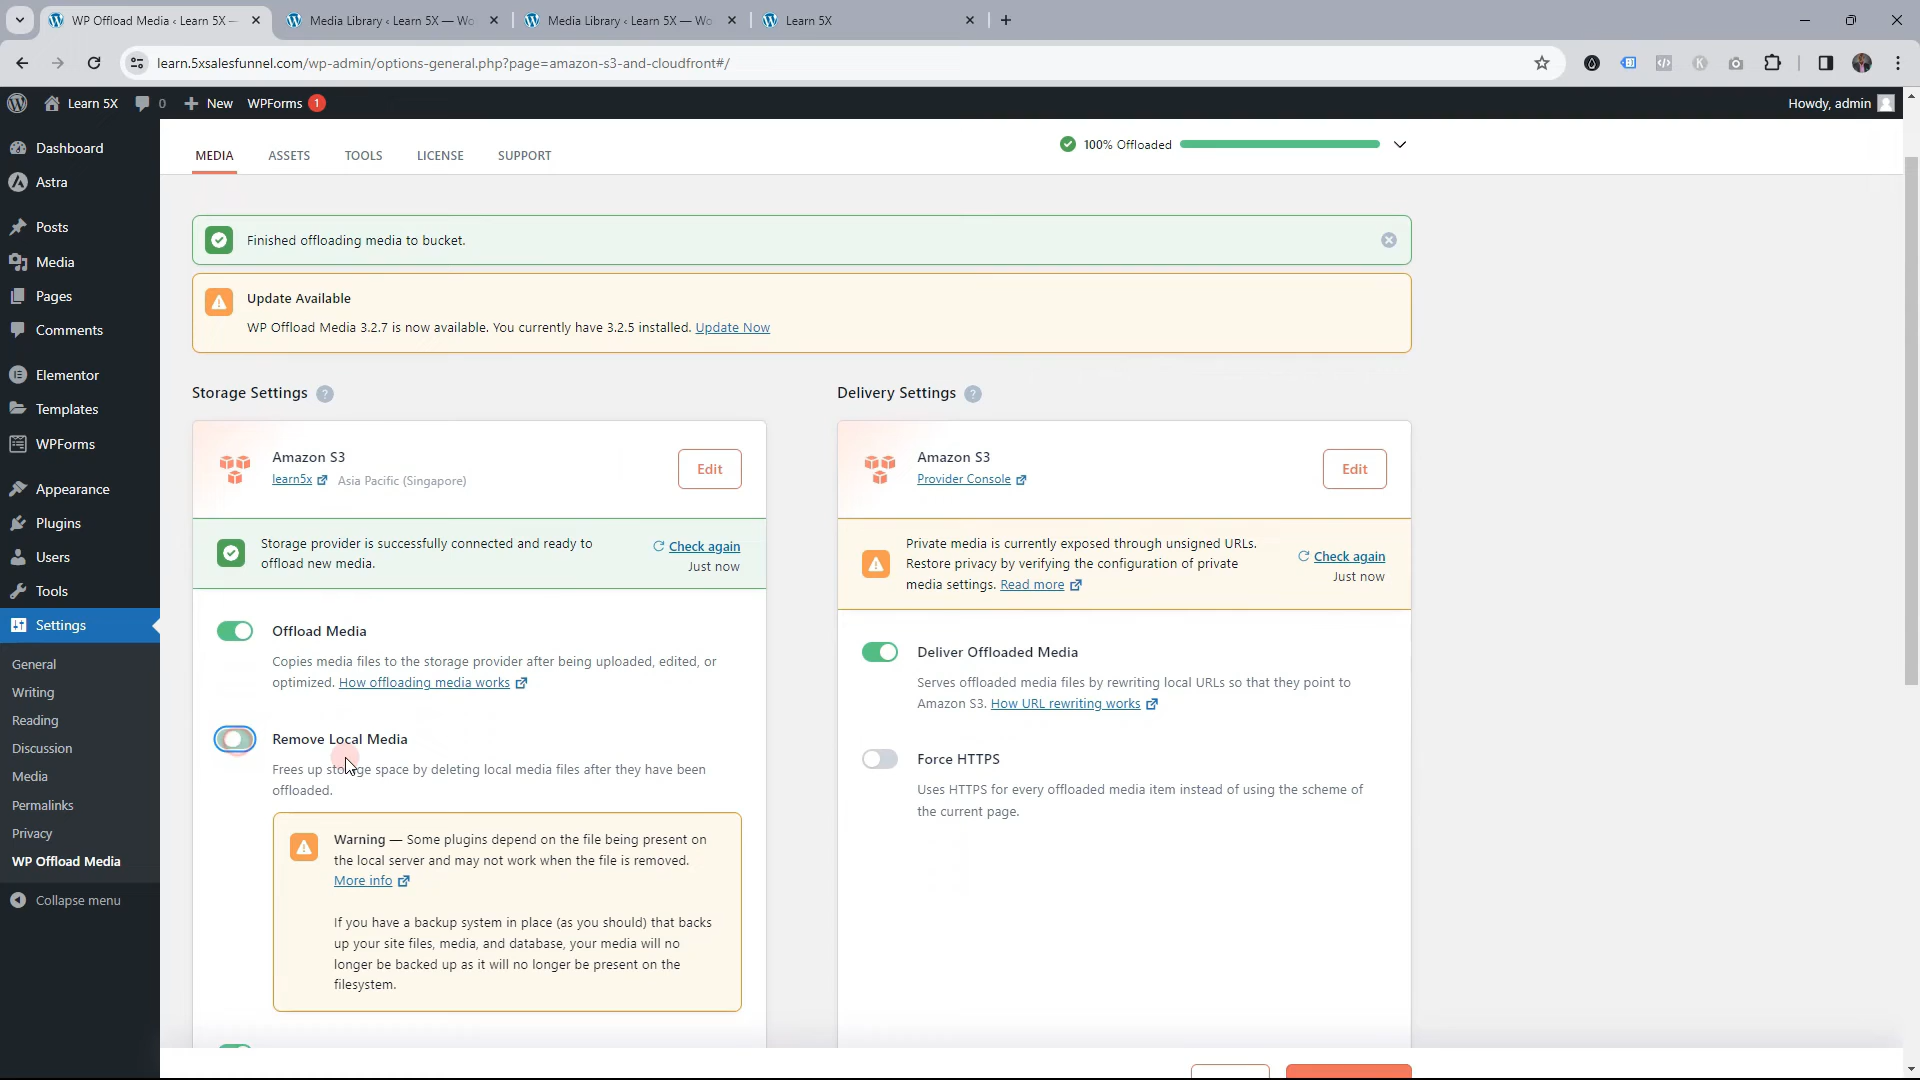 WP Offload Media ‹ Learn 5X —
Media Library ‹ Learn 5X — Wo
Media Library ‹ Learn 5X — Wo
Learn 5X
learn.5xsalesfunnel.com/wp-admin/options-general.php?page=amazon-s3-and-cloudfront#/
Learn 5X
0
New
WPForms
1
Howdy, admin
Dashboard
Astra
Posts
Media
Pages
Comments
Elementor
Templates
WPForms
Appearance
Plugins
Users
Tools
Settings
General
Writing
Reading
Discussion
Media
Permalinks
Privacy
WP Offload Media
Collapse menu
MEDIA
ASSETS
TOOLS
LICENSE
SUPPORT
100% Offloaded
Finished offloading media to bucket.
Update Available
WP Offload Media 3.2.7 is now available. You currently have 3.2.5 installed. Update Now
Storage Settings ?
Amazon S3
learn5x Asia Pacific (Singapore)
Edit
Storage provider is successfully connected and ready to
offload new media.
Check again
Just now
Offload Media
Copies media files to the storage provider after being uploaded, edited, or
optimized. How offloading media works
Remove Local Media
Frees up storage space by deleting local media files after they have been
offloaded.
Warning — Some plugins depend on the file being present on
the local server and may not work when the file is removed.
More info
If you have a backup system in place (as you should) that backs
up your site files, media, and database, your media will no
longer be backed up as it will no longer be present on the
filesystem.
Delivery Settings ?
Amazon S3
Provider Console
Edit
Private media is currently exposed through unsigned URLs.
Restore privacy by verifying the configuration of private
media settings. Read more
Check again
Just now
Deliver Offloaded Media
Serves offloaded media files by rewriting local URLs so that they point to
Amazon S3. How URL rewriting works
Force HTTPS
Uses HTTPS for every offloaded media item instead of using the scheme of
the current page.